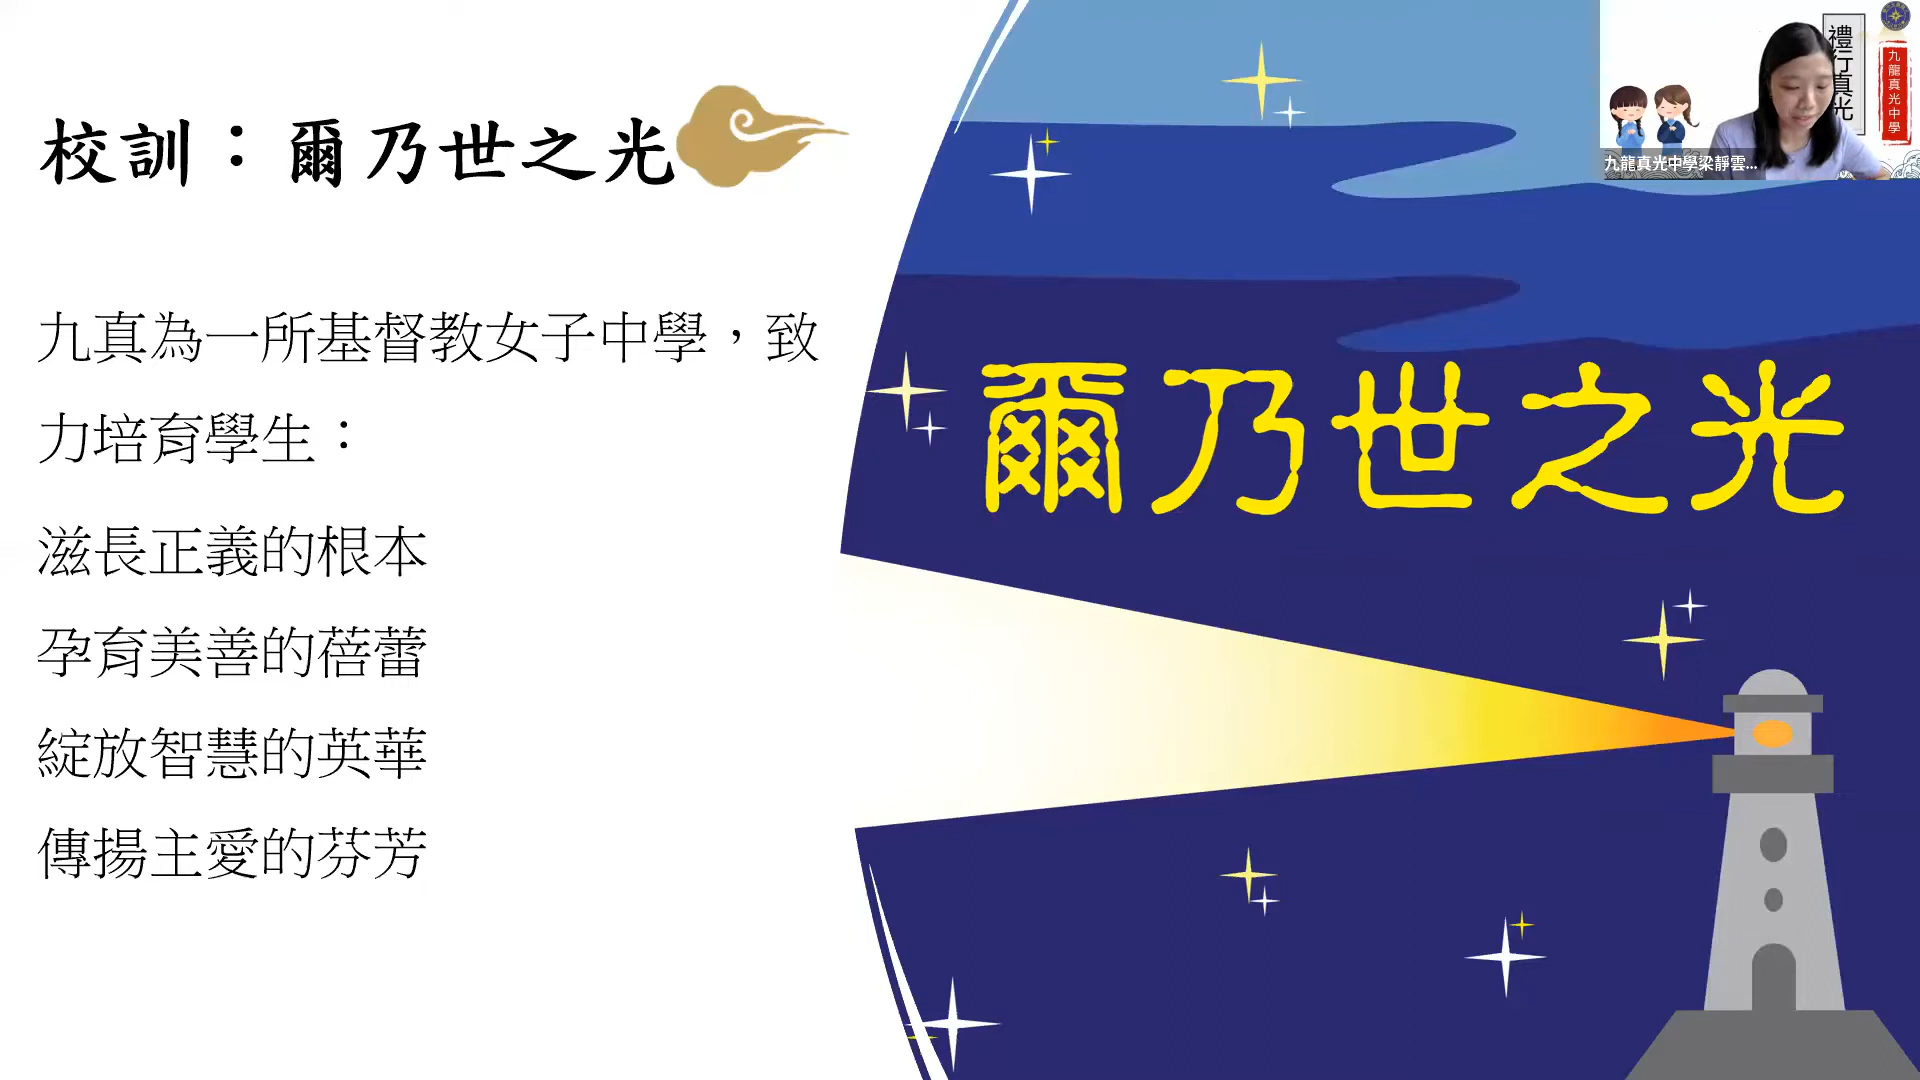 校訓：爾乃世之光
九真為一所基督教女子中學，致
力培育學生：
滋長正義的根本
孕育美善的蓓蕾
綻放智慧的英華
傳揚主愛的芬芳
爾乃世之光
禮行真光
九龍真光中學
九龍真光中學梁靜雲...